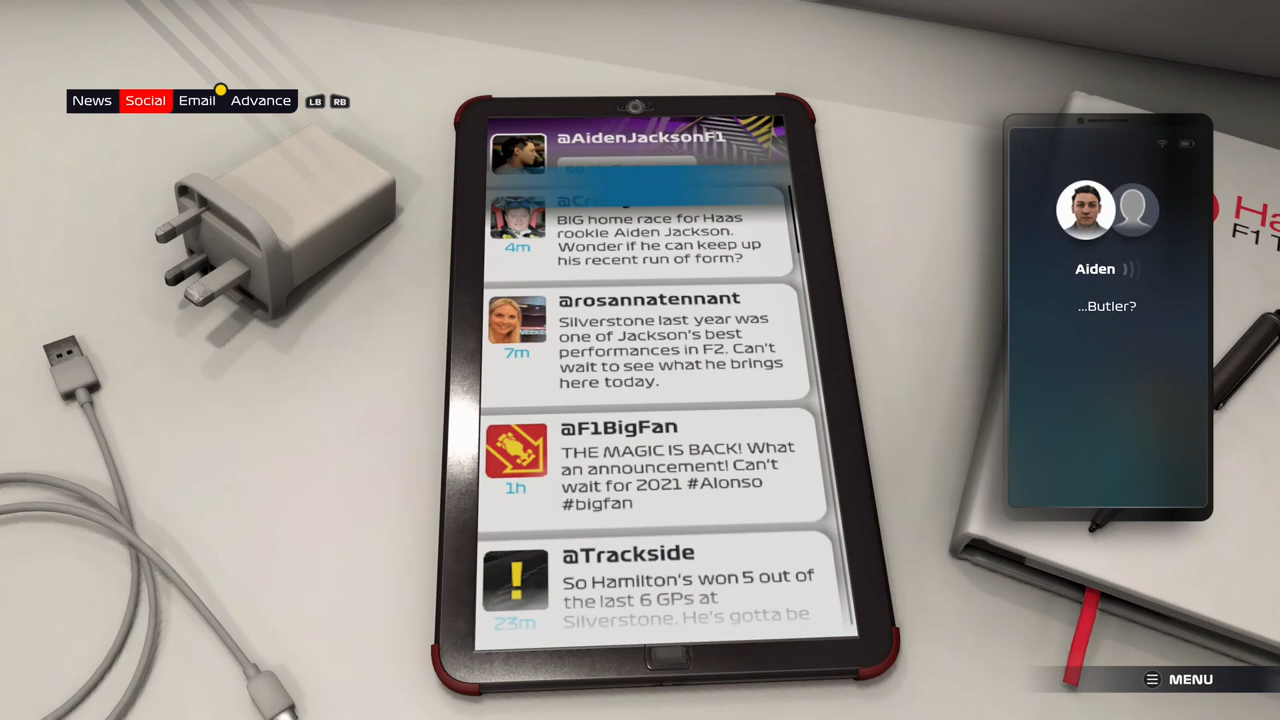 News Social Email Advance LB RB
@AidenJacksonF1
4m
BIG home race for Haas
rookie Aiden Jackson.
Wonder if he can keep up
his recent run of form?
@rosannatennant
7m
Silverstone last year was
one of Jackson's best
performances in F2. Can't
wait to see what he brings
here today.
@F1BigFan
1h
THE MAGIC IS BACK! What
an announcement! Can't
wait for 2021 #Alonso
#bigfan
@Trackside
23m
So Hamilton's won 5 out of
the last 6 GPs at
Silverstone. He's gotta be
Aiden
...Butler?
Ha
F1 T
MENU